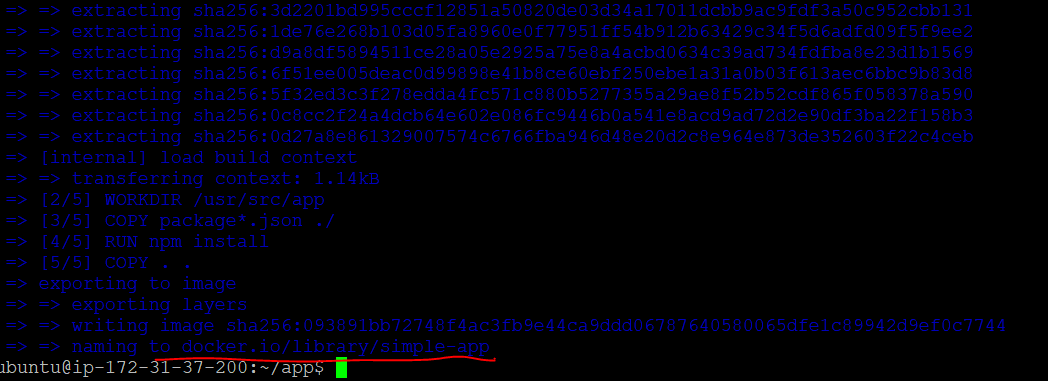 => => extracting sha256:3d2201bd995cccf12851a50820de03d34a17011dcbb9ac9fdf3a50c952cbb131
=> => extracting sha256:1de76e268b103d05fa8960e0f77951ff54b912b63429c34f5d6adfd09f5f9ee2
=> => extracting sha256:d9a8df5894511ce28a05e2925a75e8a4acbd0634c39ad734fdfba8e23d1b1569
=> => extracting sha256:6f51ee005deac0d99898e41b8ce60ebf250ebe1a31a0b03f613aec6bbc9b83d8
=> => extracting sha256:5f32ed3c3f278edda4fc571c880b5277355a29ae8f52b52cdf865f058378a590
=> => extracting sha256:0c8cc2f24a4dcb64e602e086fc9446b0a541e8acd9ad72d2e90df3ba22f158b3
=> => extracting sha256:0d27a8e861329007574c6766fba946d48e20d2c8e964e873de352603f22c4ceb
=> [internal] load build context
=> => transferring context: 1.14kB
=> [2/5] WORKDIR /usr/src/app
=> [3/5] COPY package*.json ./
=> [4/5] RUN npm install
=> [5/5] COPY . .
=> exporting to image
=> => exporting layers
=> => writing image sha256:093891bb72748f4ac3fb9e44ca9ddd06787640580065dfe1c89942d9ef0c7744
=> => naming to docker.io/library/simple-app
ubuntu@ip-172-31-37-200:~/app$